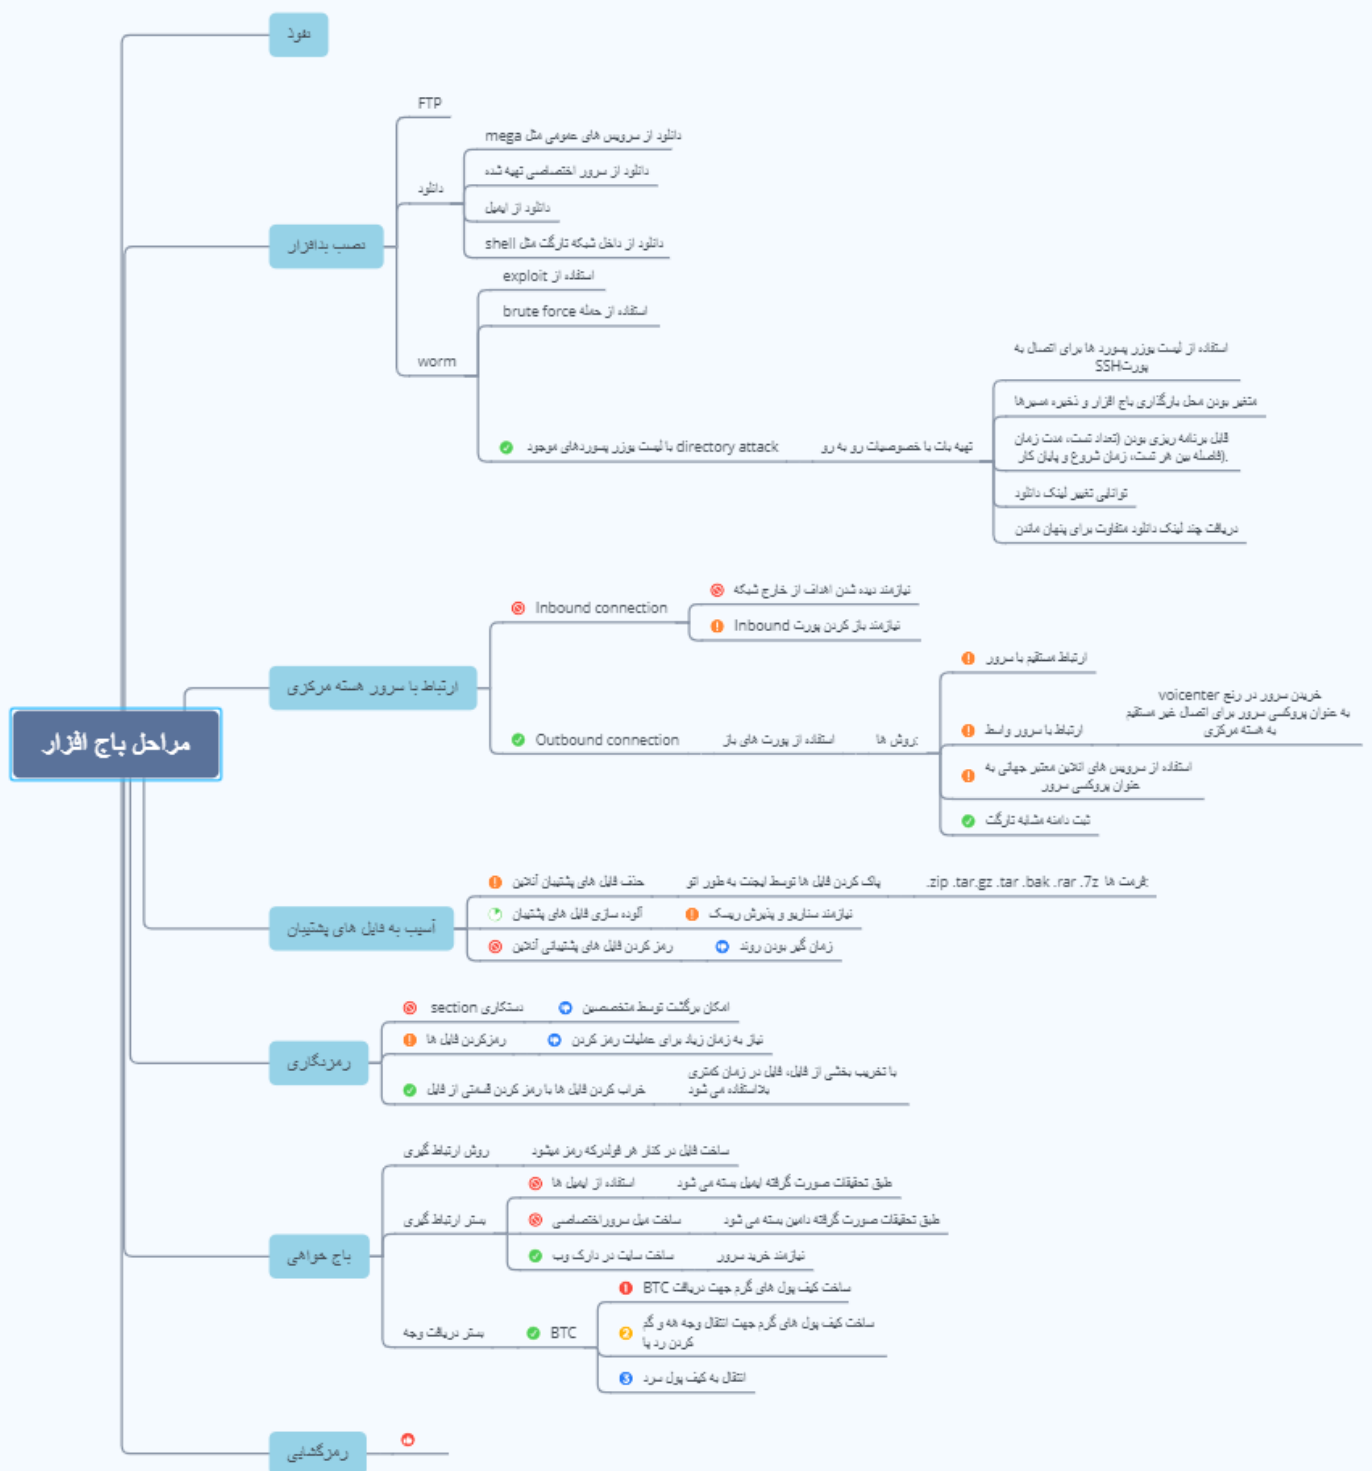 نفوذ
FTP
دانلود از سرویس های عمومی مثل mega
دانلود از سرور اختصاصی تهیه شده
دانلود
دانلود از ایمیل
دانلود از داخل شبکه تارگت مثل shell
نصب بدافزار
استفاده از exploit
استفاده از حمله brute force
worm
directory attack با لیست یوزر پسوردهای موجود
تهیه بات با خصوصیات رو به رو
استفاده از لیست یوزر پسورد ها برای اتصال به
پورتSSH
متغیر بودن محل بارگذاری باج افزار و ذخیره مسیرها
قابل برنامه ریزی بودن (تعداد تست، مدت زمان
فاصله بین هر تست، زمان شروع و پایان کار).
توانایی تغییر لینک دانلود
دریافت چند لینک دانلود متفاوت برای پنهان ماندن
Inbound connection
نیازمند دیده شدن اهداف از خارج شبکه
نیازمند باز کردن پورت Inbound
ارتباط با سرور هسته مرکزی
Outbound connection
استفاده از پورت های باز
روش ها:
ارتباط مستقیم با سرور
ارتباط با سرور واسط
خریدن سرور در رنج voicenter
به عنوان پروکسی سرور برای اتصال غیر مستقیم
به هسته مرکزی
استفاده از سرویس های انلاین معتبر جهانی به
عنوان پروکسی سرور
ثبت دامنه مشابه تارگت
مراحل باج افزار
آسیب به فایل های پشتیبان
حذف فایل های پشتیبان آنلاین
پاک کردن فایل ها توسط ایجنت به طور اتو
فرمت ها: .zip .tar.gz .tar .bak .rar .7z
آلوده سازی فایل های پشتیبان
نیازمند سناریو و پذیرش ریسک
رمز کردن فایل های پشتیبانی آنلاین
زمان گیر بودن روند
رمزنگاری
دستکاری section
امکان برگشت توسط متخصصین
رمزکردن فایل ها
نیاز به زمان زیاد برای عملیات رمز کردن
خراب کردن فایل ها با رمز کردن قسمتی از فایل
با تخریب بخشی از فایل، فایل در زمان کمتری
بلااستفاده می شود
باج خواهی
روش ارتباط گیری
ساخت فایل در کنار هر فولدرکه رمز میشود
بستر ارتباط گیری
استفاده از ایمیل ها
طبق تحقیقات صورت گرفته ایمیل بسته می شود
ساخت میل سروراختصاصی
طبق تحقیقات صورت گرفته دامین بسته می شود
ساخت سایت در دارک وب
نیازمند خرید سرور
بستر دریافت وجه
BTC
1 ساخت کیف پول های گرم جهت دریافت BTC
2 ساخت کیف پول های گرم جهت انتقال وجه هه و گم
کردن رد پا
3 انتقال به کیف پول سرد
رمزگشایی